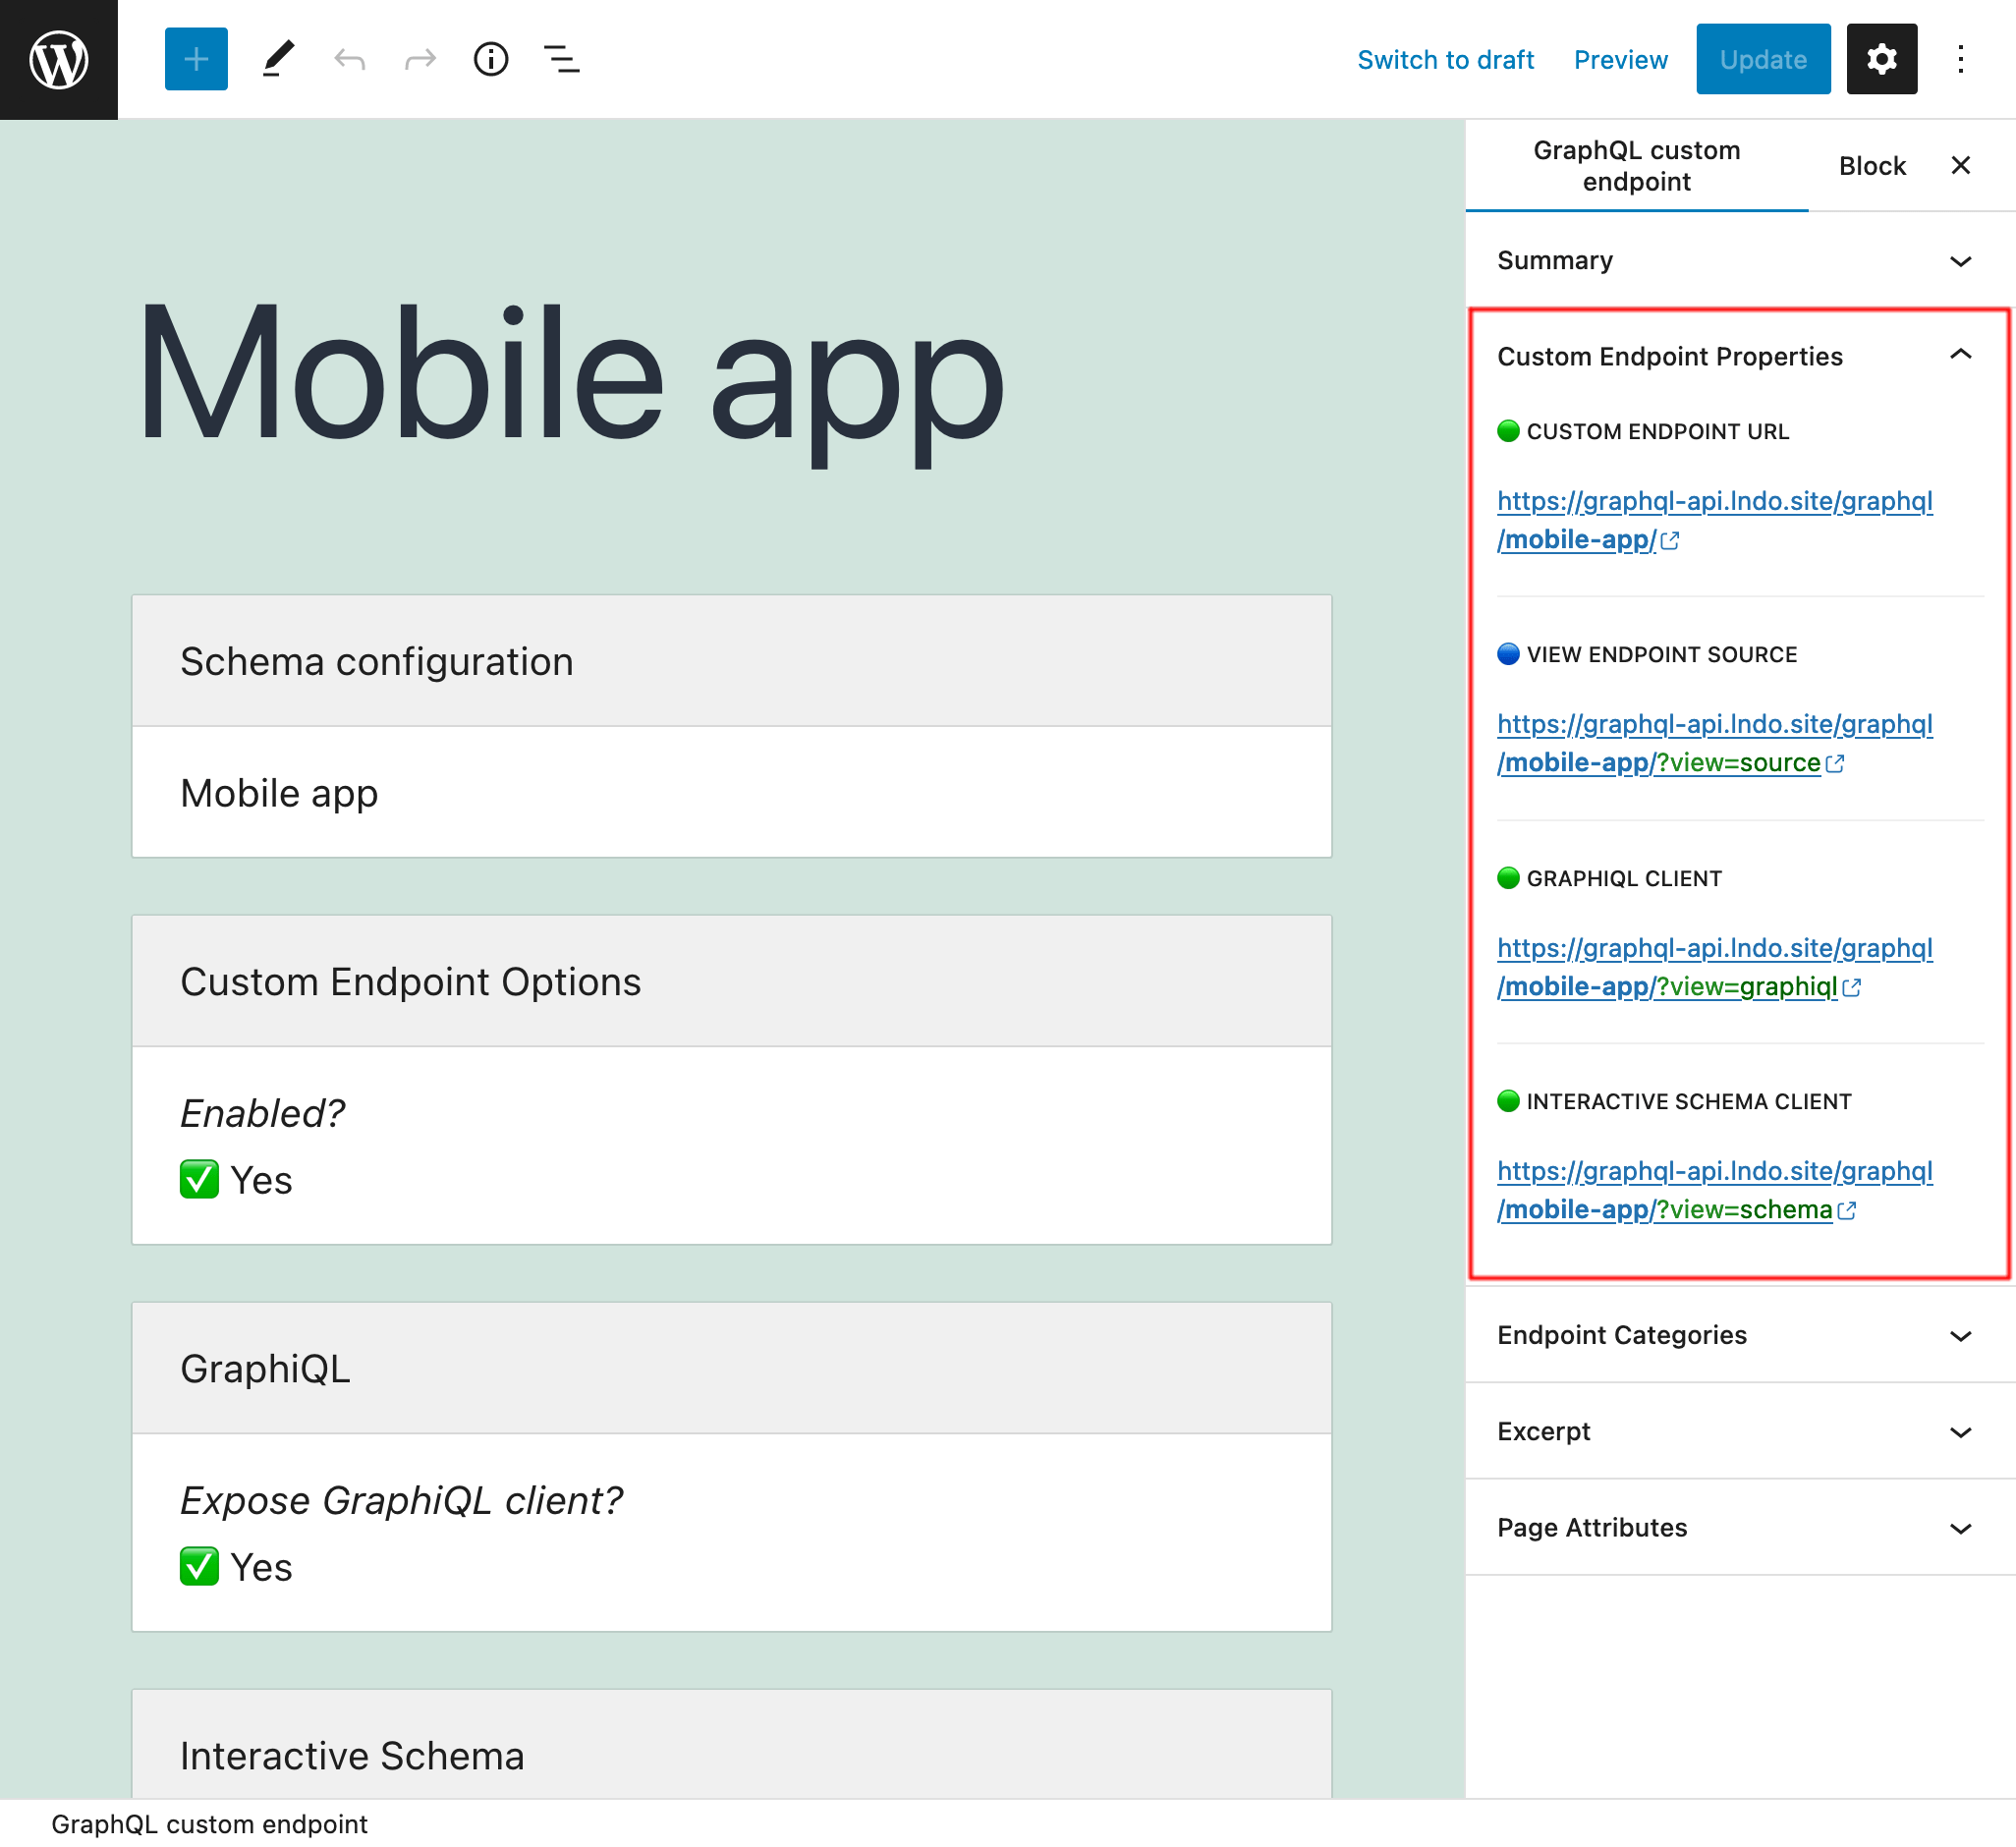 Switch to draft
Preview
Update
Mobile app
Schema configuration
Mobile app
Custom Endpoint Options
Enabled?
Yes
GraphiQL
Expose GraphiQL client?
Yes
Interactive Schema
GraphQL custom
endpoint
Block
Summary
Custom Endpoint Properties
CUSTOM ENDPOINT URL
https://graphql-api.lndo.site/graphql
/mobile-app/
VIEW ENDPOINT SOURCE
https://graphql-api.lndo.site/graphql
/mobile-app/?view=source
GRAPHIQL CLIENT
https://graphql-api.lndo.site/graphql
/mobile-app/?view=graphiql
INTERACTIVE SCHEMA CLIENT
https://graphql-api.lndo.site/graphql
/mobile-app/?view=schema
Endpoint Categories
Excerpt
Page Attributes
GraphQL custom endpoint